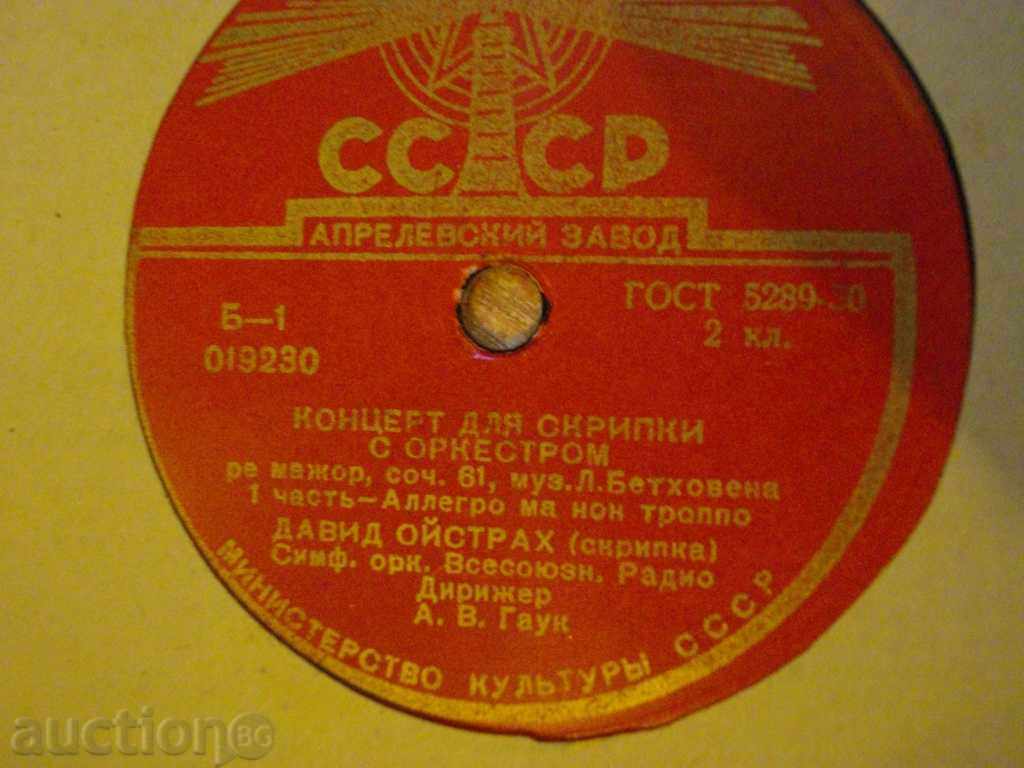 СССР
АПРЕЛЕВСКИЙ ЗАВОД
Б—1
019230
ГОСТ 5289-50
2 кл.
КОНЦЕРТ ДЛЯ СКРИПКИ
С ОРКЕСТРОМ
ре мажор, соч. 61, муз.Л.Бетховена
1 часть—Аллегро ма нон троппо
ДАВИД ОЙСТРАХ (скрипка)
Симф. орк. Всесоюзн. Радио
Дирижер
А. В. Гаук
МИНИСТЕРСТВО КУЛЬТУРЫ СССР
auction BG